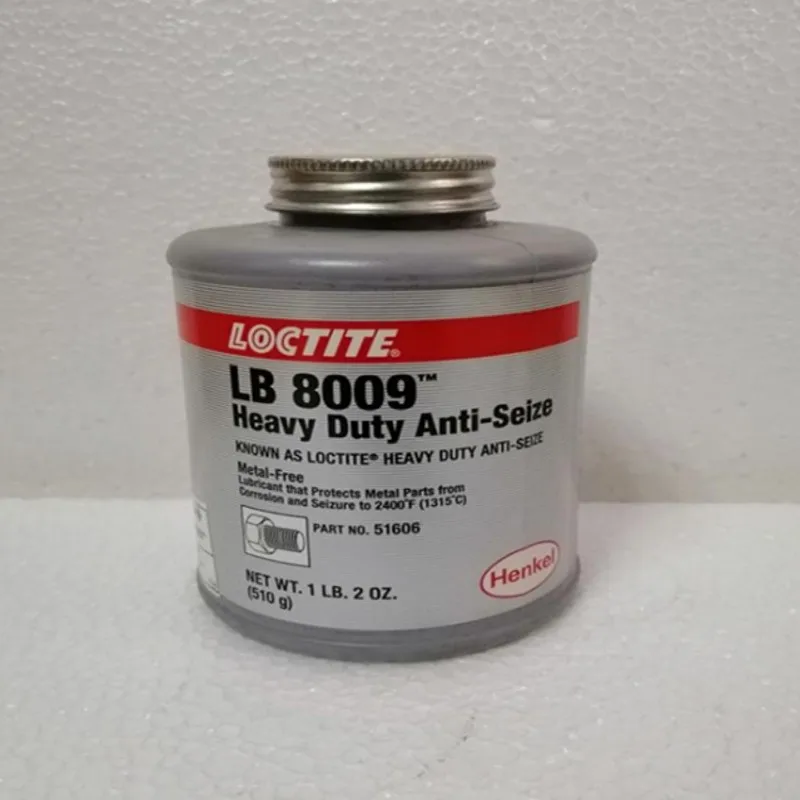 LOCTITE®
LB 8009™
Heavy Duty Anti-Seize
KNOWN AS LOCTITE® HEAVY DUTY ANTI-SEIZE
Metal-Free
Lubricant that Protects Metal Parts from
Corrosion and Seizure to 2400°F (1315°C)
PART NO. 51606
NET WT. 1 LB. 2 OZ.
(510 g)
Henkel